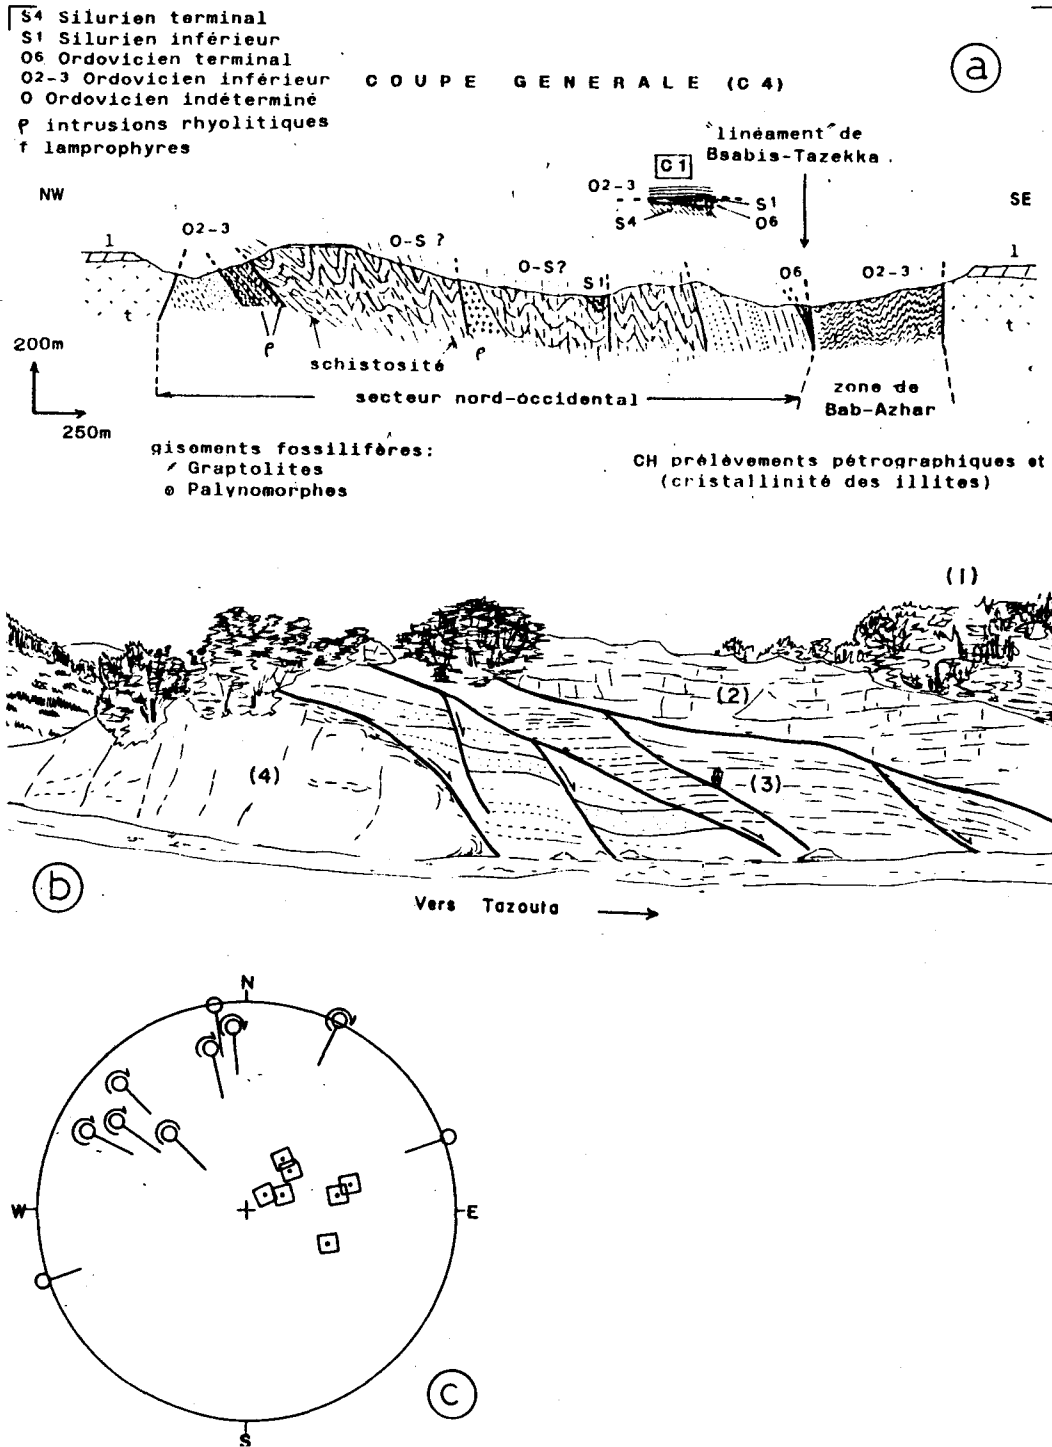 S4 Silurien terminal
S1 Silurien inférieur
O6 Ordovicien terminal
O2-3 Ordovicien inférieur
O Ordovicien indéterminé
ρ intrusions rhyolitiques
f lamprophyres
COUPE GENERALE (C4)
a
"linéament" de
Bsabis-Tazekka
C1
O2-3
S1
S4
O6
NW
SE
l
O2-3
O-S ?
O-S?
S1
O6
O2-3
l
t
t
ρ
ρ
schistosité
200m
250m
secteur nord-occidental
zone de
Bab-Azhar
gisements fossilifères:
Graptolites
Palynomorphes
CH prélèvements pétrographiques et
(cristallinité des illites)
(1)
(2)
(3)
(4)
b
Vers Tazouta
N
W
E
S
c